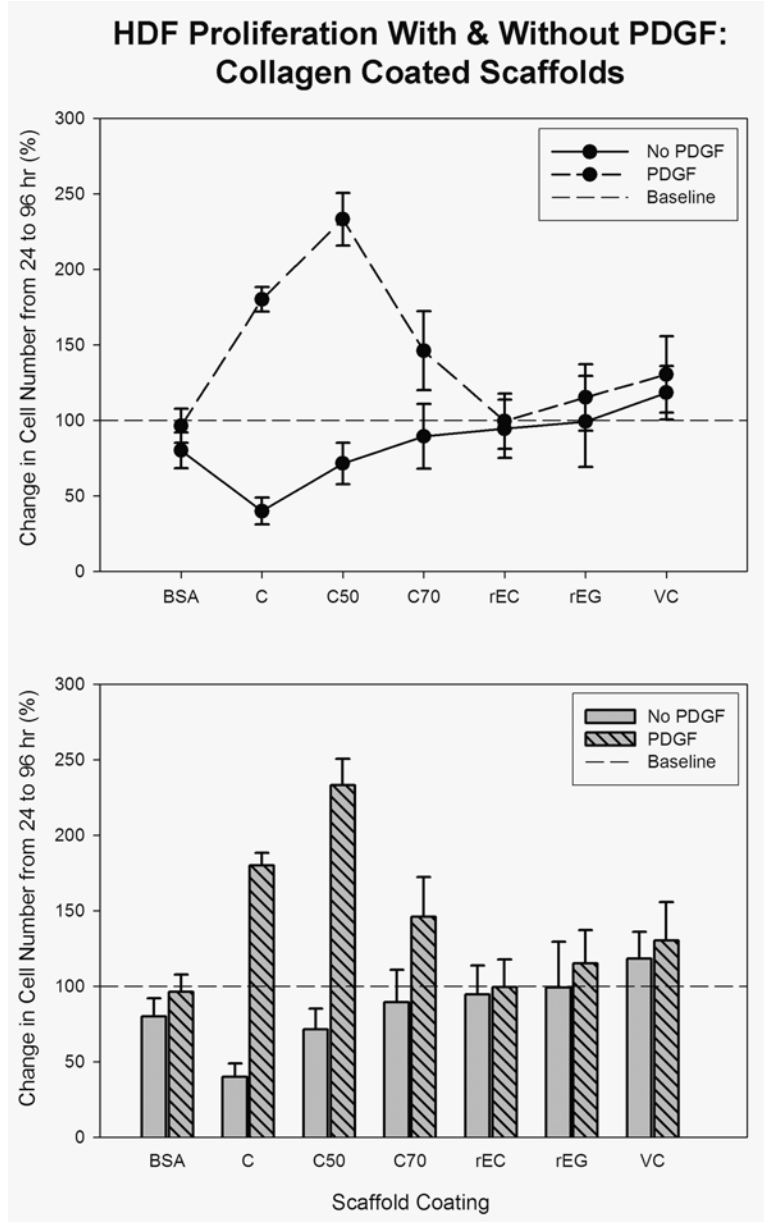 HDF Proliferation With & Without PDGF:
Collagen Coated Scaffolds
Change in Cell Number from 24 to 96 hr (%)
300
250
200
150
100
50
0
No PDGF
PDGF
Baseline
BSA C C50 C70 rEC rEG VC
Change in Cell Number from 24 to 96 hr (%)
300
250
200
150
100
50
0
No PDGF
PDGF
Baseline
BSA C C50 C70 rEC rEG VC
Scaffold Coating